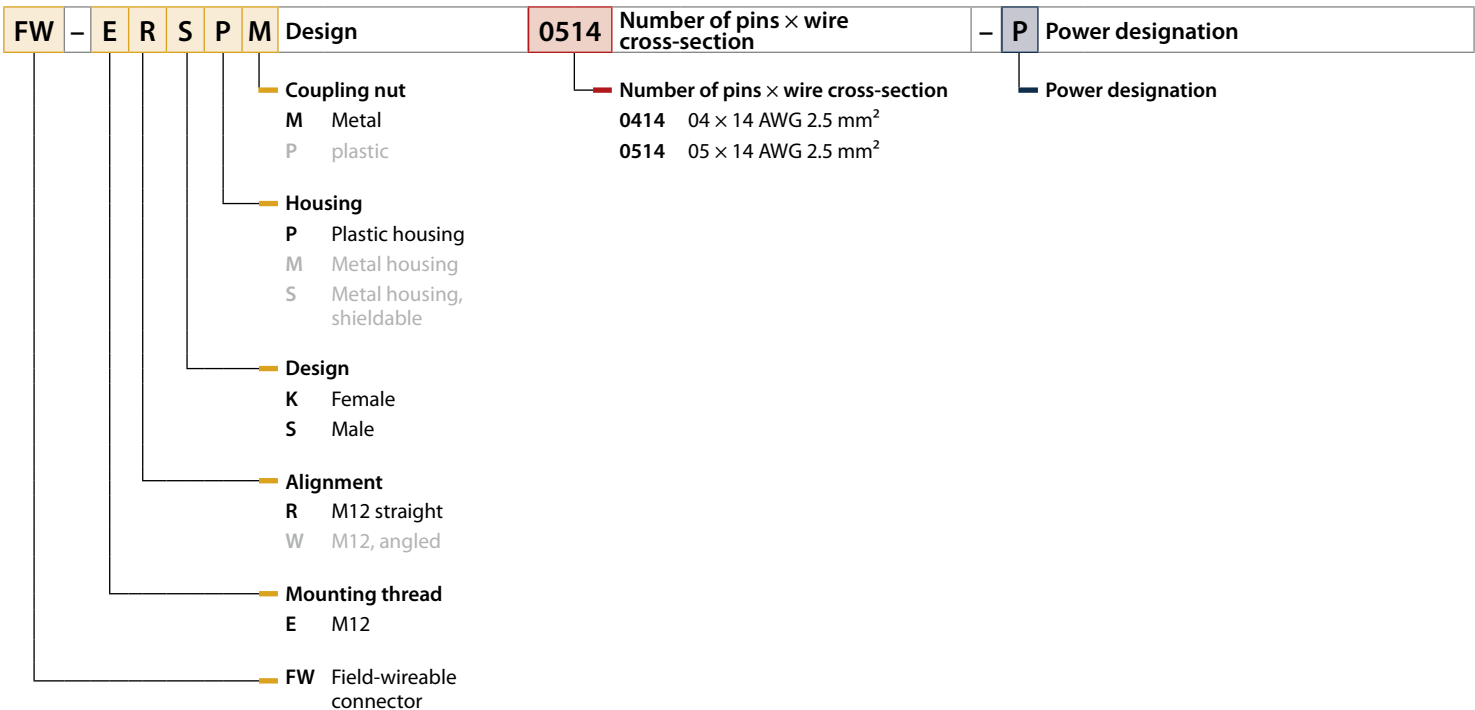 FW – E R S P M Design 0514 Number of pins × wire
cross-section – P Power designation
Coupling nut
M Metal
P plastic
Housing
P Plastic housing
M Metal housing
S Metal housing,
shieldable
Design
K Female
S Male
Alignment
R M12 straight
W M12, angled
Mounting thread
E M12
FW Field-wireable
connector
Number of pins × wire cross-section
0414 04 × 14 AWG 2.5 mm²
0514 05 × 14 AWG 2.5 mm²
Power designation